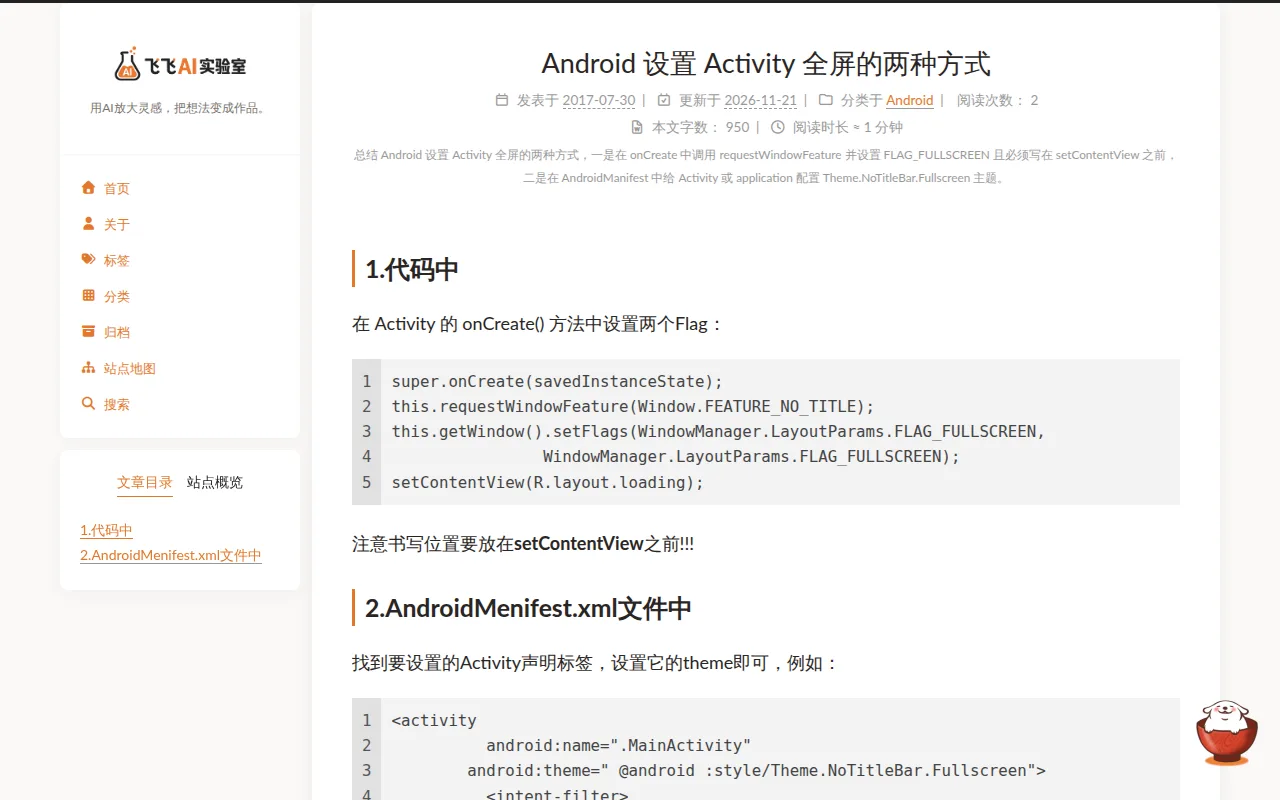 飞飞AI实验室
用AI放大灵感，把想法变成作品。
首页
关于
标签
分类
归档
站点地图
搜索
文章目录 站点概览
1.代码中
2.AndroidMenifest.xml文件中
Android 设置 Activity 全屏的两种方式
发表于 2017-07-30 | 更新于 2026-11-21 | 分类于 Android | 阅读次数： 2
本文字数： 950 | 阅读时长 ≈ 1 分钟
总结 Android 设置 Activity 全屏的两种方式，一是在 onCreate 中调用 requestWindowFeature 并设置 FLAG_FULLSCREEN 且必须写在 setContentView 之前，
二是在 AndroidManifest 中给 Activity 或 application 配置 Theme.NoTitleBar.Fullscreen 主题。
1.代码中
在 Activity 的 onCreate() 方法中设置两个Flag：
1 super.onCreate(savedInstanceState);
2 this.requestWindowFeature(Window.FEATURE_NO_TITLE);
3 this.getWindow().setFlags(WindowManager.LayoutParams.FLAG_FULLSCREEN,
4 WindowManager.LayoutParams.FLAG_FULLSCREEN);
5 setContentView(R.layout.loading);
注意书写位置要放在setContentView之前!!!
2.AndroidMenifest.xml文件中
找到要设置的Activity声明标签，设置它的theme即可，例如：
1 <activity
2 android:name=".MainActivity"
3 android:theme=" @android :style/Theme.NoTitleBar.Fullscreen">
4 <intent-filter>